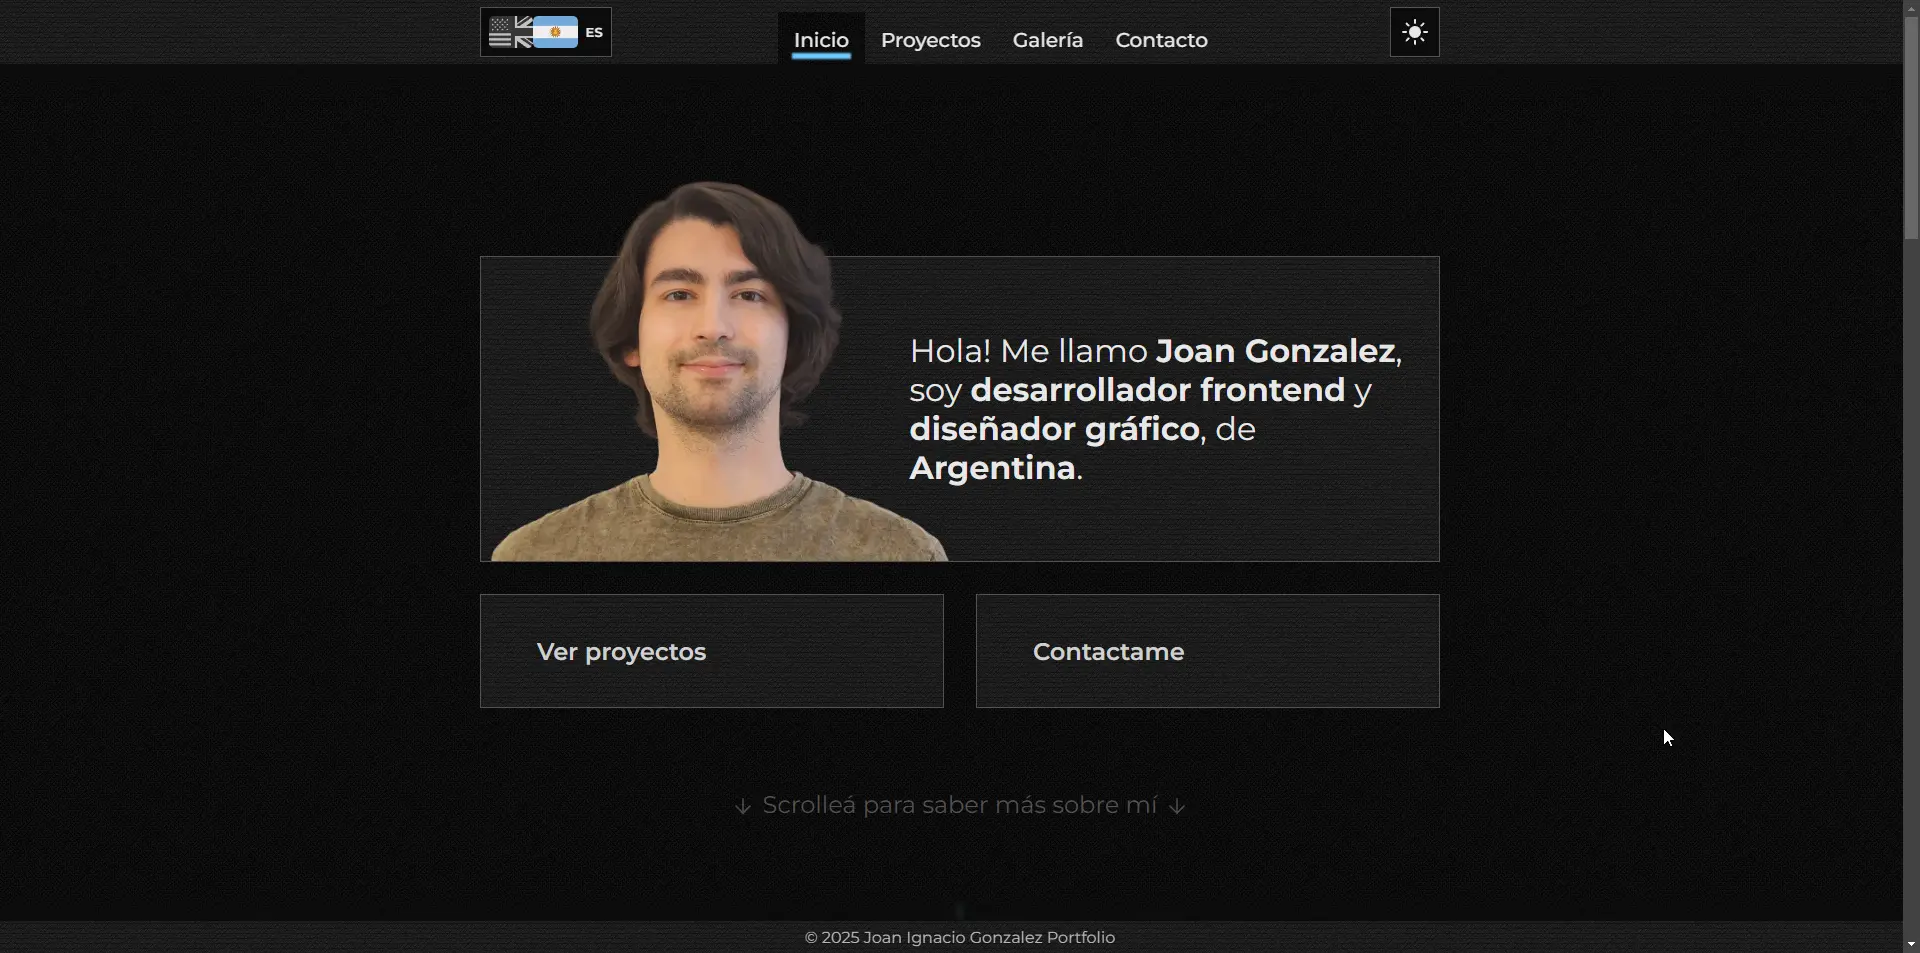 ES
Inicio
Proyectos
Galería
Contacto
Hola! Me llamo Joan Gonzalez,
soy desarrollador frontend y
diseñador gráfico, de
Argentina.
Ver proyectos
Contactame
↓ Scrolleá para saber más sobre mí ↓
© 2025 Joan Ignacio Gonzalez Portfolio